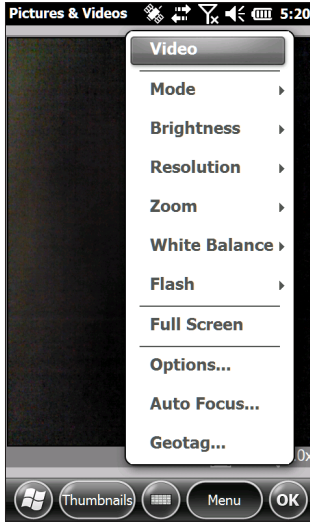 Pictures & Videos 5:20
Video
Mode
Brightness
Resolution
Zoom
White Balance
Flash
Full Screen
Options...
Auto Focus...
Geotag...
0x
Thumbnails Menu OK